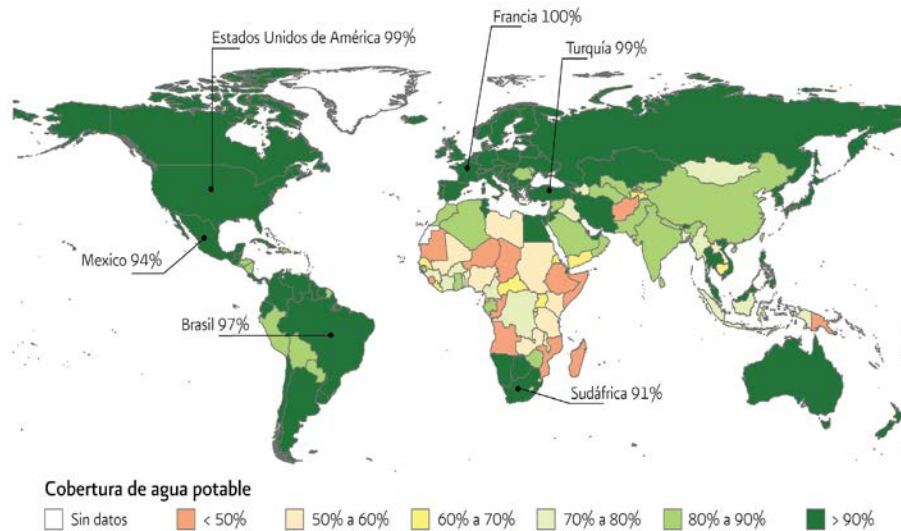 Francia 100%
Estados Unidos de América 99%
Turquía 99%
Mexico 94%
Brasil 97%
Sudáfrica 91%
Cobertura de agua potable
Sin datos < 50% 50% a 60% 60% a 70% 70% a 80% 80% a 90% > 90%